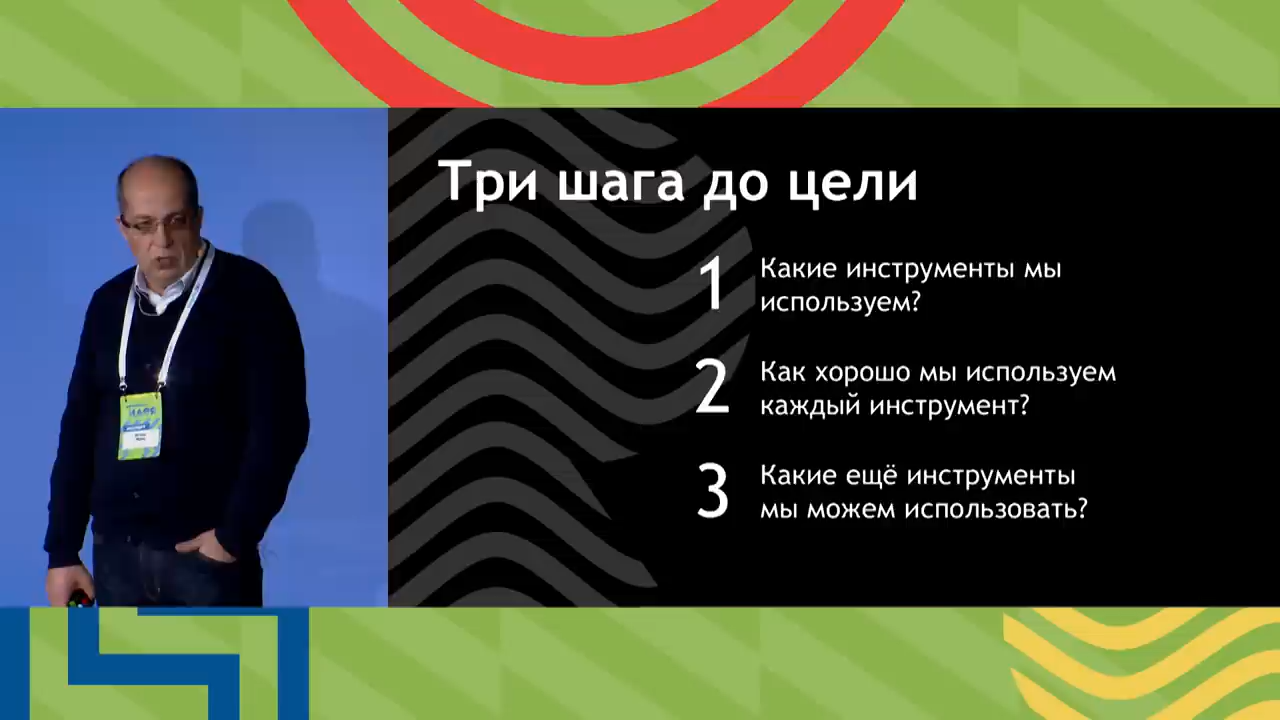 Три шага до цели
1 Какие инструменты мы
используем?
2 Как хорошо мы используем
каждый инструмент?
3 Какие ещё инструменты
мы можем использовать?